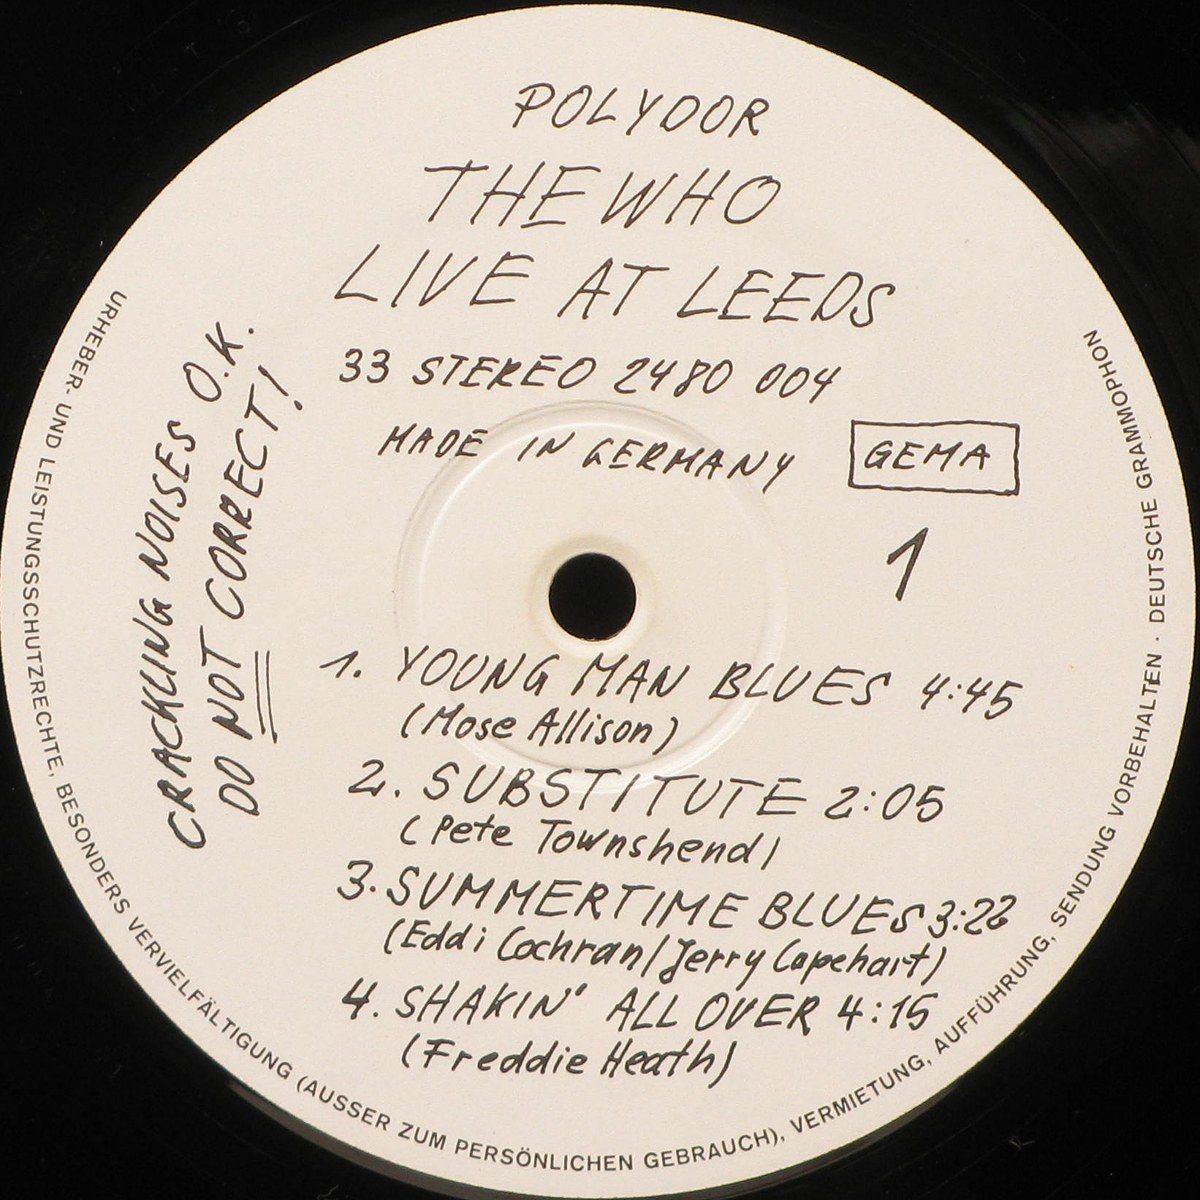 POLYDOR
THE WHO
LIVE AT LEEDS
33 STEREO 2480 004
MADE IN GERMANY
GEMA
1
CRACKLING NOISES O.K.
DO NOT CORRECT!
1. YOUNG MAN BLUES 4:45
(Mose Allison)
2. SUBSTITUTE 2:05
(Pete Townshend)
3. SUMMERTIME BLUES 3:22
(Eddi Cochran/Jerry Capehart)
4. SHAKIN' ALL OVER 4:15
(Freddie Heath)
URHEBER- UND LEISTUNGSSCHUTZRECHTE, BESONDERS VERVIELFÄLTIGUNG (AUSSER ZUM PERSÖNLICHEN GEBRAUCH), VERMIETUNG, AUFFÜHRUNG, SENDUNG VORBEHALTEN · DEUTSCHE GRAMMOPHON